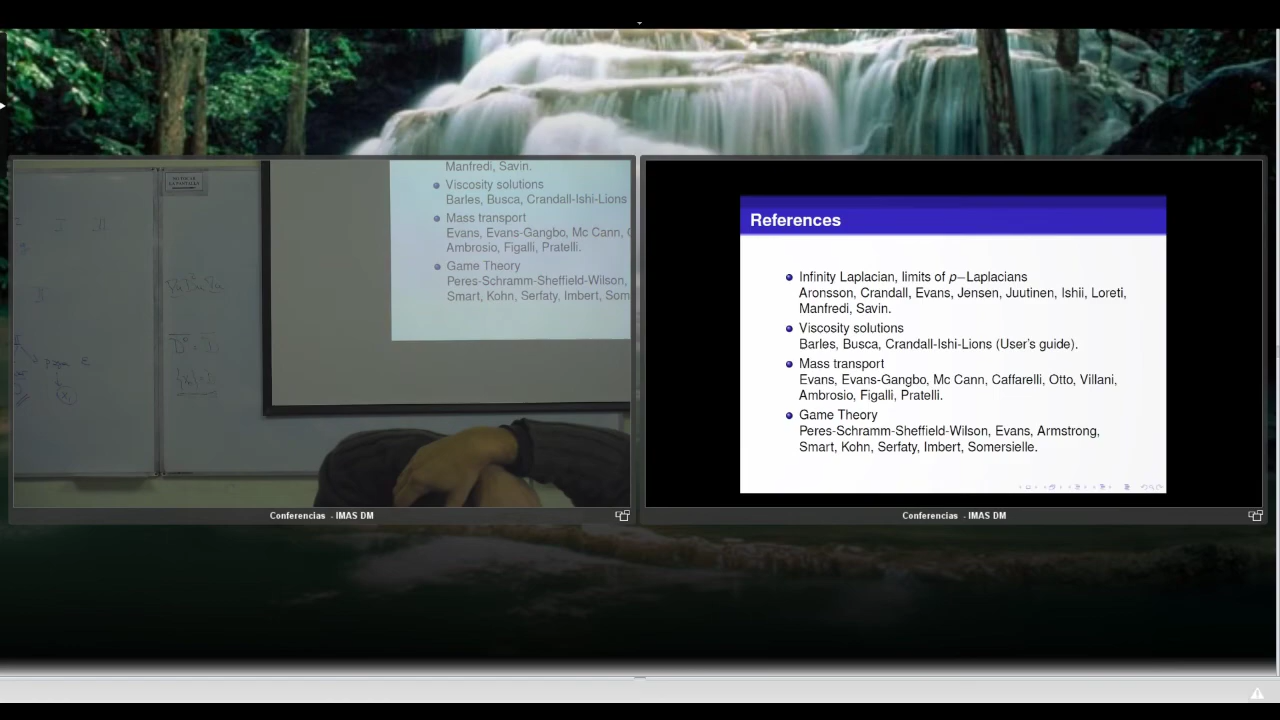 Manfredi, Savin.
Viscosity solutions
Barles, Busca, Crandall-Ishi-Lions
Mass transport
Evans, Evans-Gangbo, Mc Cann,
Ambrosio, Figalli, Pratelli.
Game Theory
Peres-Schramm-Sheffield-Wilson,
Smart, Kohn, Serfaty, Imbert, Som
Conferencias - IMAS DM
References
Infinity Laplacian, limits of p−Laplacians
Aronsson, Crandall, Evans, Jensen, Juutinen, Ishii, Loreti,
Manfredi, Savin.
Viscosity solutions
Barles, Busca, Crandall-Ishi-Lions (User's guide).
Mass transport
Evans, Evans-Gangbo, Mc Cann, Caffarelli, Otto, Villani,
Ambrosio, Figalli, Pratelli.
Game Theory
Peres-Schramm-Sheffield-Wilson, Evans, Armstrong,
Smart, Kohn, Serfaty, Imbert, Somersielle.
Conferencias - IMAS DM